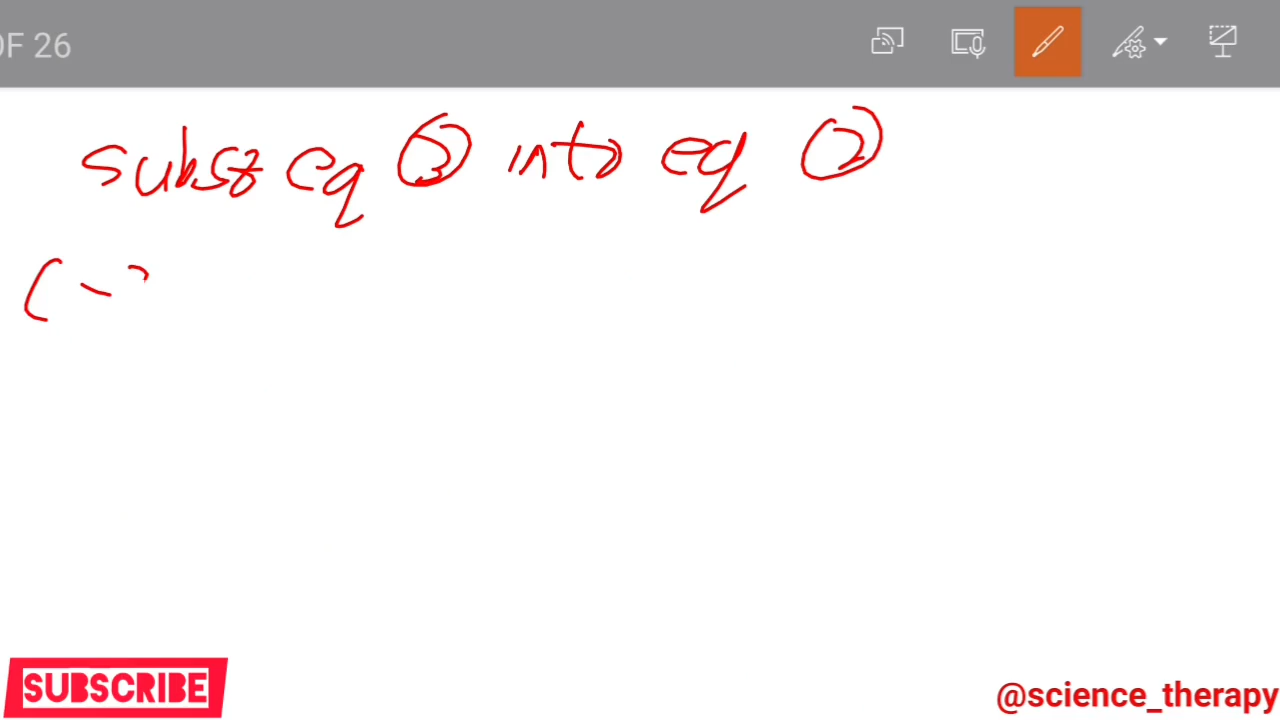 OF 26
subst eq ③ into eq ②
( -
SUBSCRIBE
@science_therapy